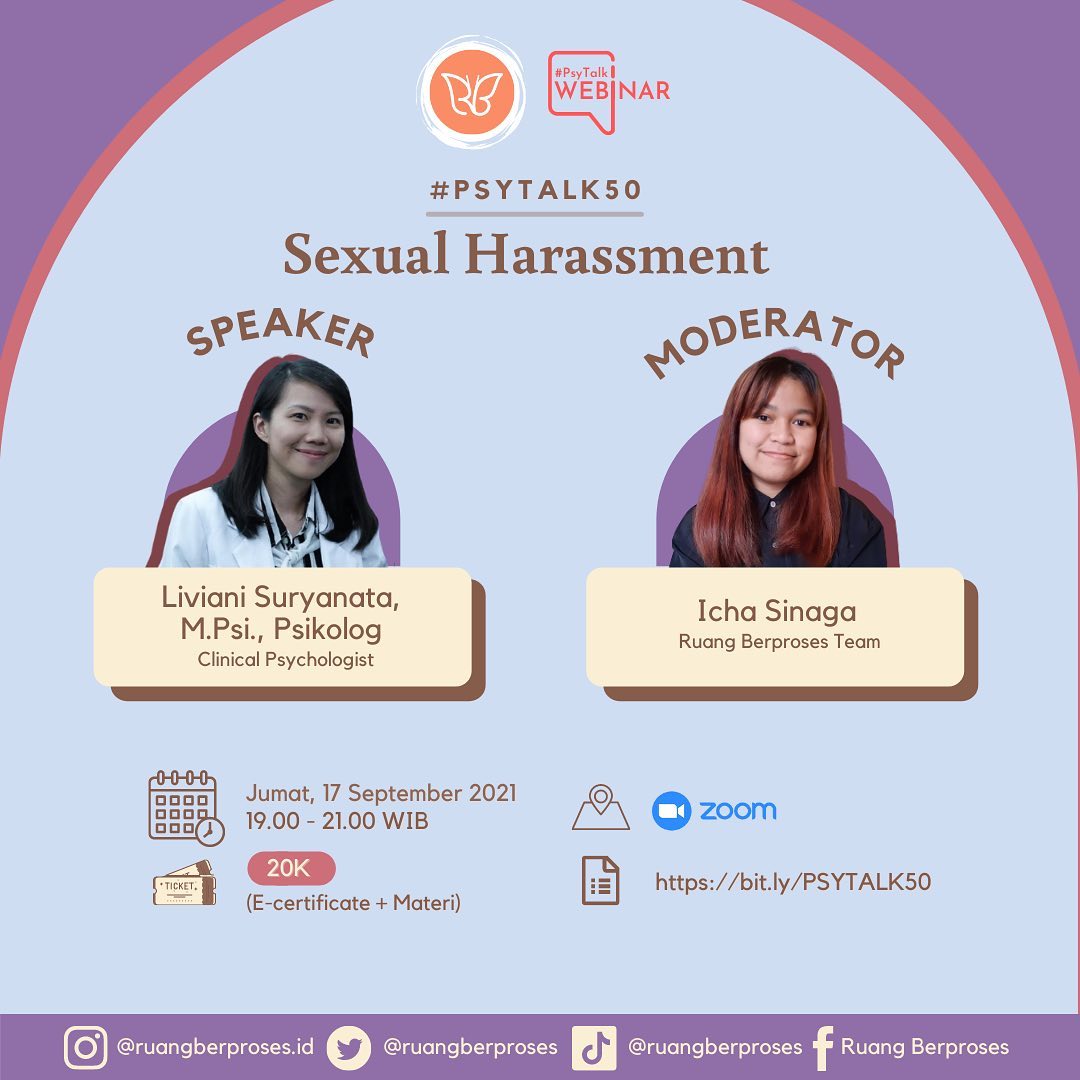 #PsyTalk
WEBINAR
#PSYTALK50
Sexual Harassment
SPEAKER
MODERATOR
Liviani Suryanata,
M.Psi., Psikolog
Clinical Psychologist
Icha Sinaga
Ruang Berproses Team
Jumat, 17 September 2021
19.00 - 21.00 WIB
zoom
TICKET
20K
(E-certificate + Materi)
https://bit.ly/PSYTALK50
@ruangberproses.id
@ruangberproses
@ruangberproses
Ruang Berproses